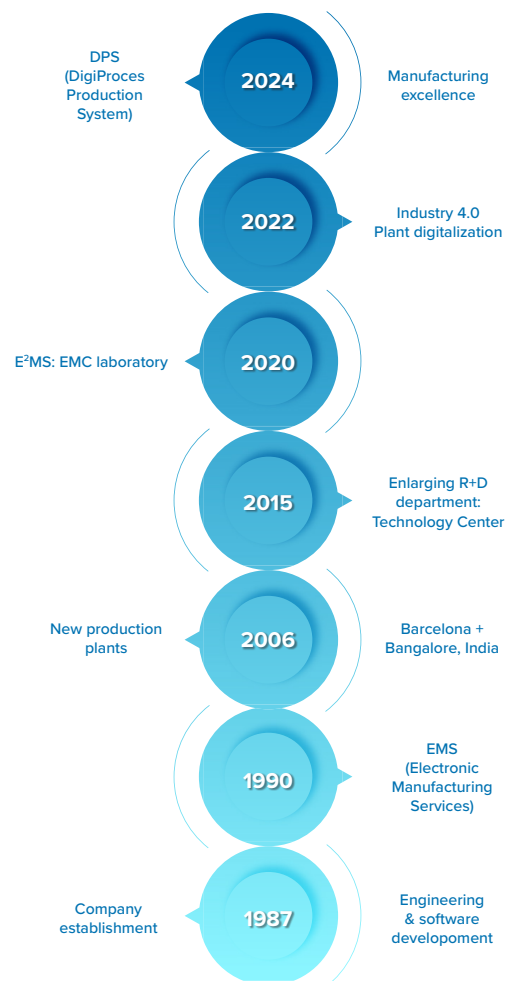 DPS
(DigiProces
Production
System)
2024
Manufacturing
excellence
2022
Industry 4.0
Plant digitalization
E²MS: EMC laboratory
2020
2015
Enlarging R+D
department:
Technology Center
New production
plants
2006
Barcelona +
Bangalore, India
1990
EMS
(Electronic
Manufacturing
Services)
Company
establishment
1987
Engineering
& software
developoment